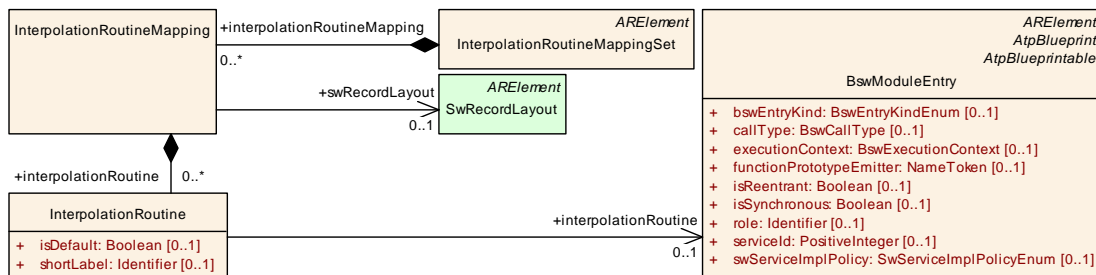 InterpolationRoutineMapping
+interpolationRoutineMapping
0..*
ARElement
InterpolationRoutineMappingSet
+swRecordLayout
0..1
ARElement
SwRecordLayout
+interpolationRoutine
0..*
InterpolationRoutine
+ isDefault: Boolean [0..1]
+ shortLabel: Identifier [0..1]
+interpolationRoutine
0..1
ARElement
AtpBlueprint
AtpBlueprintable
BswModuleEntry
+ bswEntryKind: BswEntryKindEnum [0..1]
+ callType: BswCallType [0..1]
+ executionContext: BswExecutionContext [0..1]
+ functionPrototypeEmitter: NameToken [0..1]
+ isReentrant: Boolean [0..1]
+ isSynchronous: Boolean [0..1]
+ role: Identifier [0..1]
+ serviceId: PositiveInteger [0..1]
+ swServiceImplPolicy: SwServiceImplPolicyEnum [0..1]